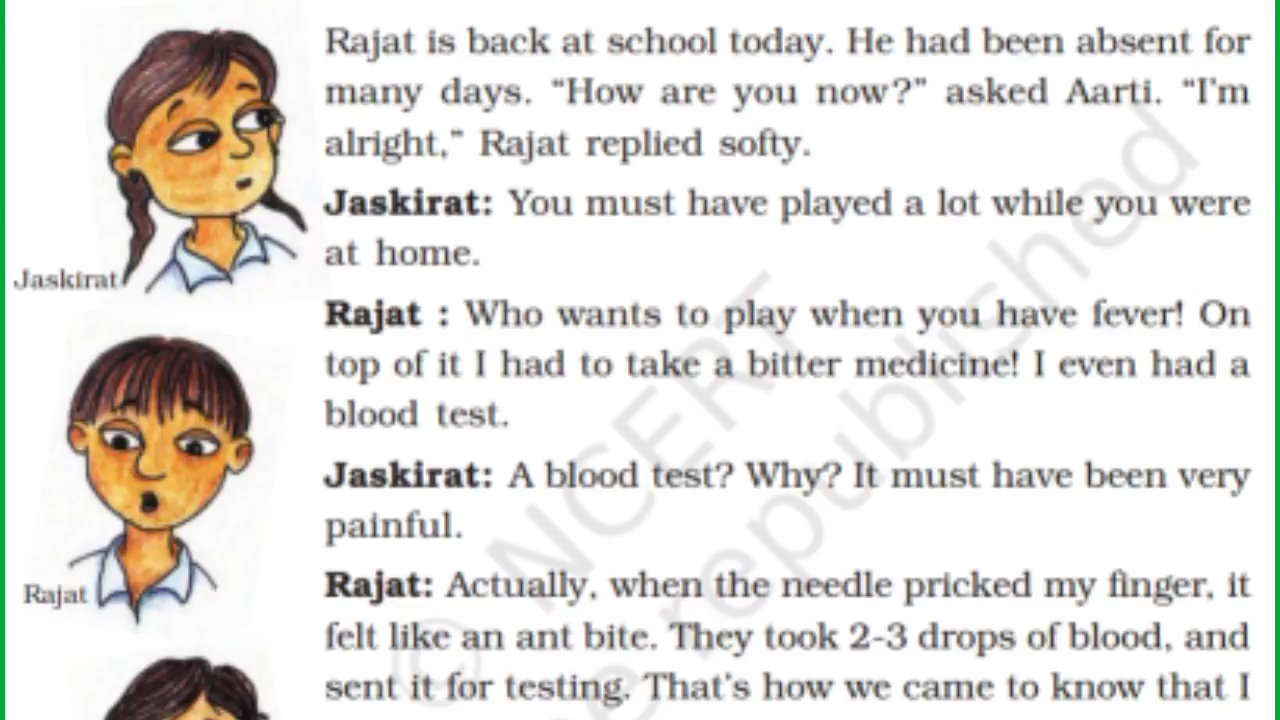 Rajat is back at school today. He had been absent for
many days. “How are you now?” asked Aarti. “I'm
alright,” Rajat replied softy.
Jaskirat: You must have played a lot while you were
at home.
Jaskirat
Rajat : Who wants to play when you have fever! On
top of it I had to take a bitter medicine! I even had a
blood test.
Jaskirat: A blood test? Why? It must have been very
painful.
Rajat: Actually, when the needle pricked my finger, it
Rajat
felt like an ant bite. They took 2-3 drops of blood, and
sent it for testing. That's how we came to know that I
© NCERT
be republished